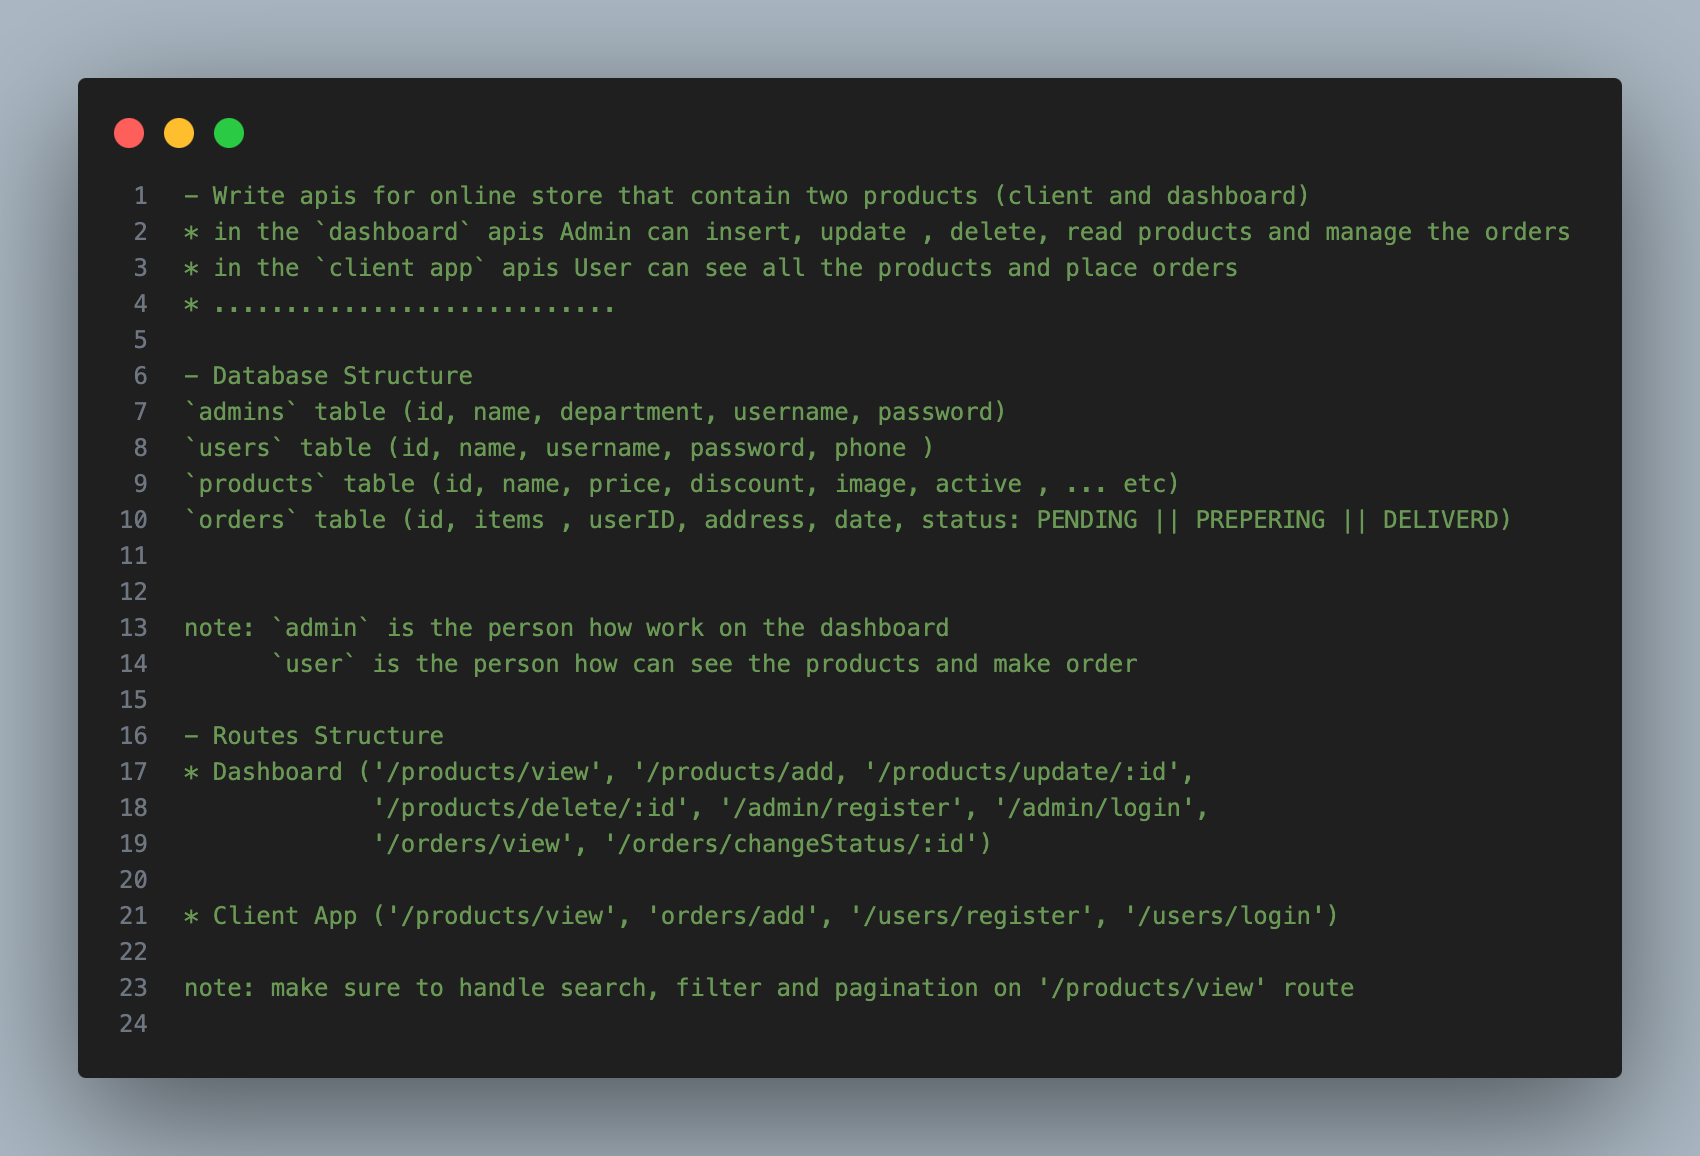 1 - Write apis for online store that contain two products (client and dashboard)
2 * in the `dashboard` apis Admin can insert, update , delete, read products and manage the orders
3 * in the `client app` apis User can see all the products and place orders
4 * ............................
5
6 - Database Structure
7 `admins` table (id, name, department, username, password)
8 `users` table (id, name, username, password, phone )
9 `products` table (id, name, price, discount, image, active , ... etc)
10 `orders` table (id, items , userID, address, date, status: PENDING || PREPERING || DELIVERD)
11
12
13 note: `admin` is the person how work on the dashboard
14       `user` is the person how can see the products and make order
15
16 - Routes Structure
17 * Dashboard ('/products/view', '/products/add, '/products/update/:id',
18              '/products/delete/:id', '/admin/register', '/admin/login',
19              '/orders/view', '/orders/changeStatus/:id')
20
21 * Client App ('/products/view', 'orders/add', '/users/register', '/users/login')
22
23 note: make sure to handle search, filter and pagination on '/products/view' route
24